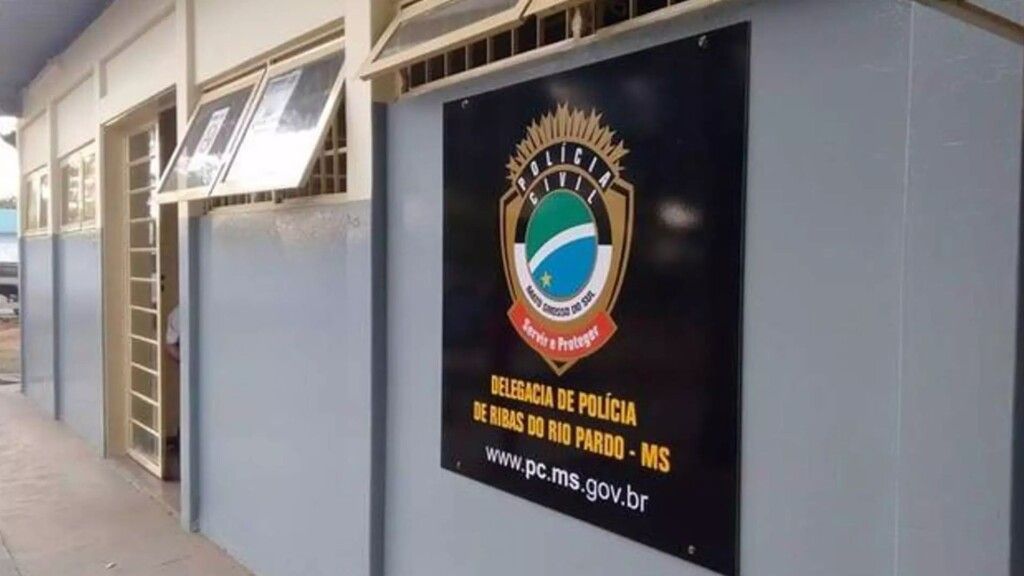 POLÍCIA
CIVIL
MATO GROSSO DO SUL
Servir e Proteger
DELEGACIA DE POLÍCIA
DE RIBAS DO RIO PARDO - MS
www.pc.ms.gov.br